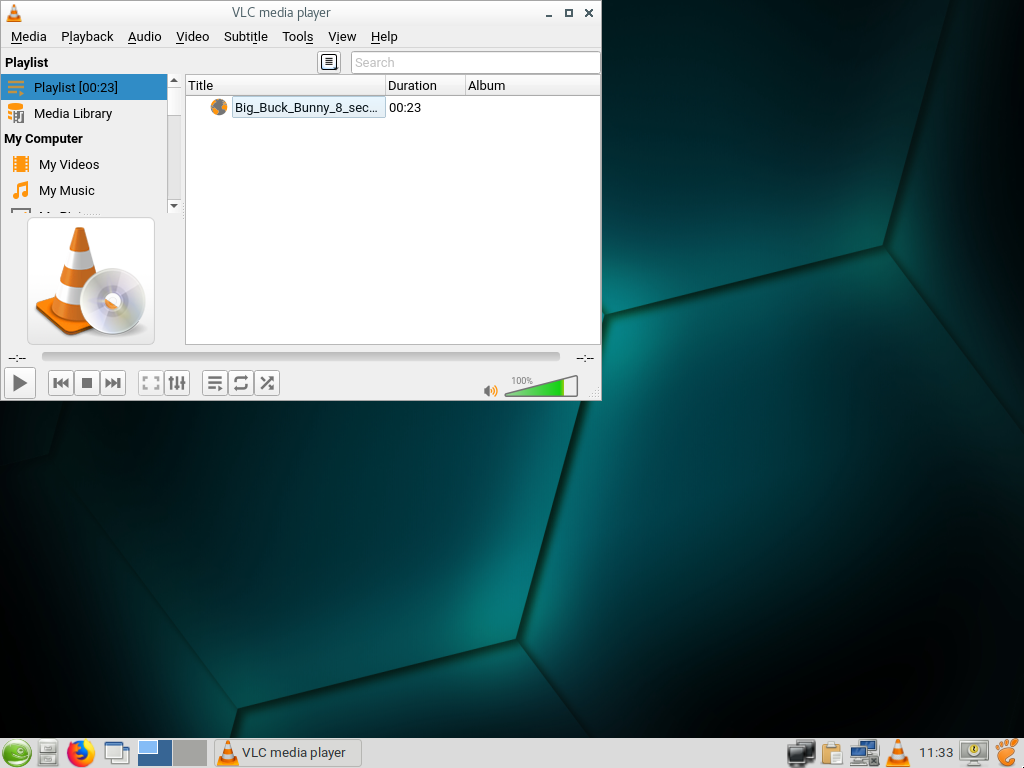 VLC media player
Media Playback Audio Video Subtitle Tools View Help
Playlist
Search
Playlist [00:23]
Media Library
My Computer
My Videos
My Music
Title Duration Album
Big_Buck_Bunny_8_sec... 00:23
--:-- --:--
100%
VLC media player
11:33